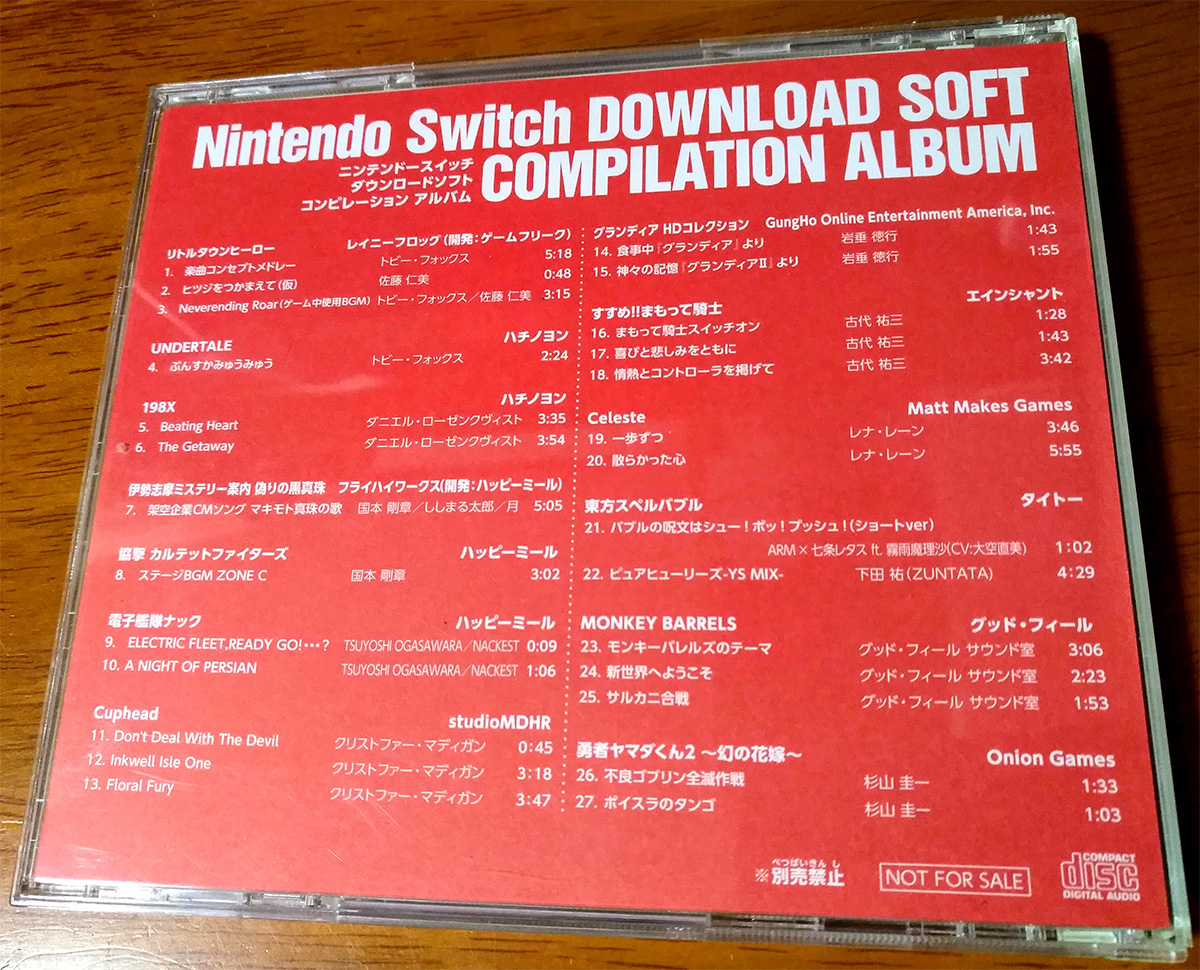 Nintendo Switch DOWNLOAD SOFT
COMPILATION ALBUM
ニンテンドースイッチ
ダウンロードソフト
コンピレーション アルバム
リトルタウンヒーロー レイニーフロッグ(開発:ゲームフリーク)
1. 楽曲コンセプトメドレー トビー・フォックス 5:18
2. ヒツジをつかまえて(仮) 佐藤 仁美 0:48
3. Neverending Roar(ゲーム中使用BGM) トビー・フォックス/佐藤 仁美 3:15
UNDERTALE ハチノヨン
4. ぷんすかみゅうみゅう トビー・フォックス 2:24
198X ハチノヨン
5. Beating Heart ダニエル・ローゼンクヴィスト 3:35
6. The Getaway ダニエル・ローゼンクヴィスト 3:54
伊勢志摩ミステリー案内 偽りの黒真珠 フライハイワークス(開発:ハッピーミール)
7. 架空企業CMソング マキモト真珠の歌 国本 剛章/ししまる太郎/月 5:05
協撃 カルテットファイターズ ハッピーミール
8. ステージBGM ZONE C 国本 剛章 3:02
電子艦隊ナック ハッピーミール
9. ELECTRIC FLEET,READY GO!・・・? TSUYOSHI OGASAWARA/NACKEST 0:09
10. A NIGHT OF PERSIAN TSUYOSHI OGASAWARA/NACKEST 1:06
Cuphead studioMDHR
11. Don't Deal With The Devil クリストファー・マディガン 0:45
12. Inkwell Isle One クリストファー・マディガン 3:18
13. Floral Fury クリストファー・マディガン 3:47
グランディア HDコレクション GungHo Online Entertainment America, Inc.
14. 食事中『グランディア』より 岩垂 徳行 1:43
15. 神々の記憶『グランディアII』より 岩垂 徳行 1:55
すすめ!!まもって騎士 エインシャント
16. まもって騎士スイッチオン 古代 祐三 1:28
17. 喜びと悲しみをともに 古代 祐三 1:43
18. 情熱とコントローラを掲げて 古代 祐三 3:42
Celeste Matt Makes Games
19. 一歩ずつ レナ・レーン 3:46
20. 散らかった心 レナ・レーン 5:55
東方スペルバブル タイトー
21. バブルの呪文はシュー!ポッ!プッシュ!(ショートver)
ARM×七条レタス ft. 霧雨魔理沙(CV:大空直美) 1:02
22. ピュアヒューリーズ-YS MIX- 下田 祐(ZUNTATA) 4:29
MONKEY BARRELS グッド・フィール
23. モンキーバレルズのテーマ グッド・フィール サウンド室 3:06
24. 新世界へようこそ グッド・フィール サウンド室 2:23
25. サルカニ合戦 グッド・フィール サウンド室 1:53
勇者ヤマダくん2 ~幻の花嫁~ Onion Games
26. 不良ゴブリン全滅作戦 杉山 圭一 1:33
27. ボイスラのタンゴ 杉山 圭一 1:03
べつばいきんし
※別売禁止
NOT FOR SALE
COMPACT
disc
DIGITAL AUDIO